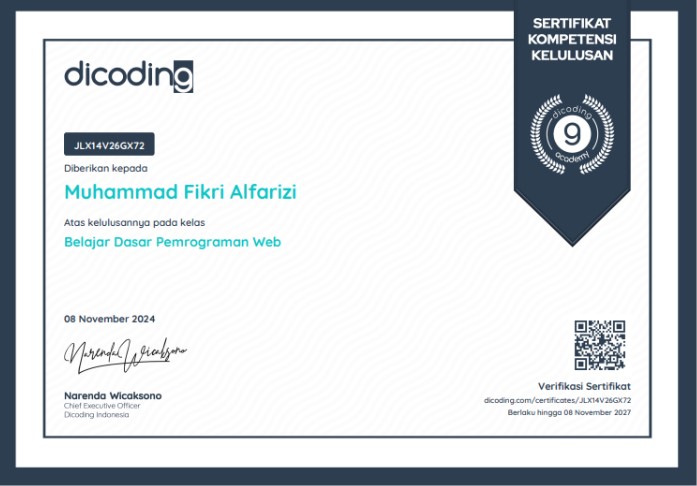 SERTIFIKAT
KOMPETENSI
KELULUSAN
dicoding
dicoding
9
academy
JLX14V26GX72
Diberikan kepada
Muhammad Fikri Alfarizi
Atas kelulusannya pada kelas
Belajar Dasar Pemrograman Web
08 November 2024
Narenda Wicaksono
Narenda Wicaksono
Chief Executive Officer
Dicoding Indonesia
Verifikasi Sertifikat
dicoding.com/certificates/JLX14V26GX72
Berlaku hingga 08 November 2027